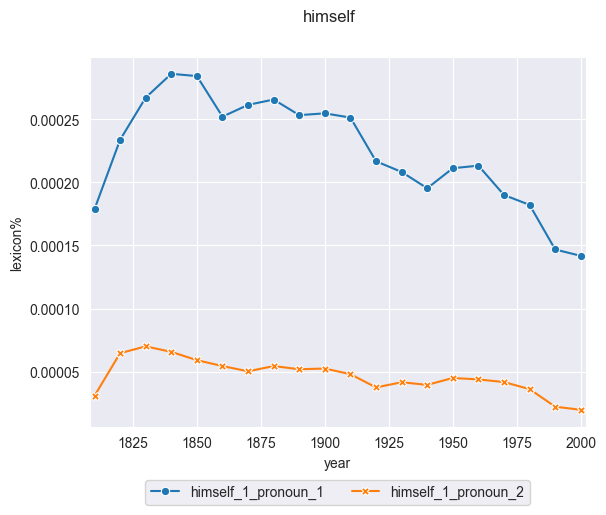 himself
0.00025
0.00020
0.00015
0.00010
0.00005
lexicon%
1825 1850 1875 1900 1925 1950 1975 2000
year
himself_1_pronoun_1 himself_1_pronoun_2